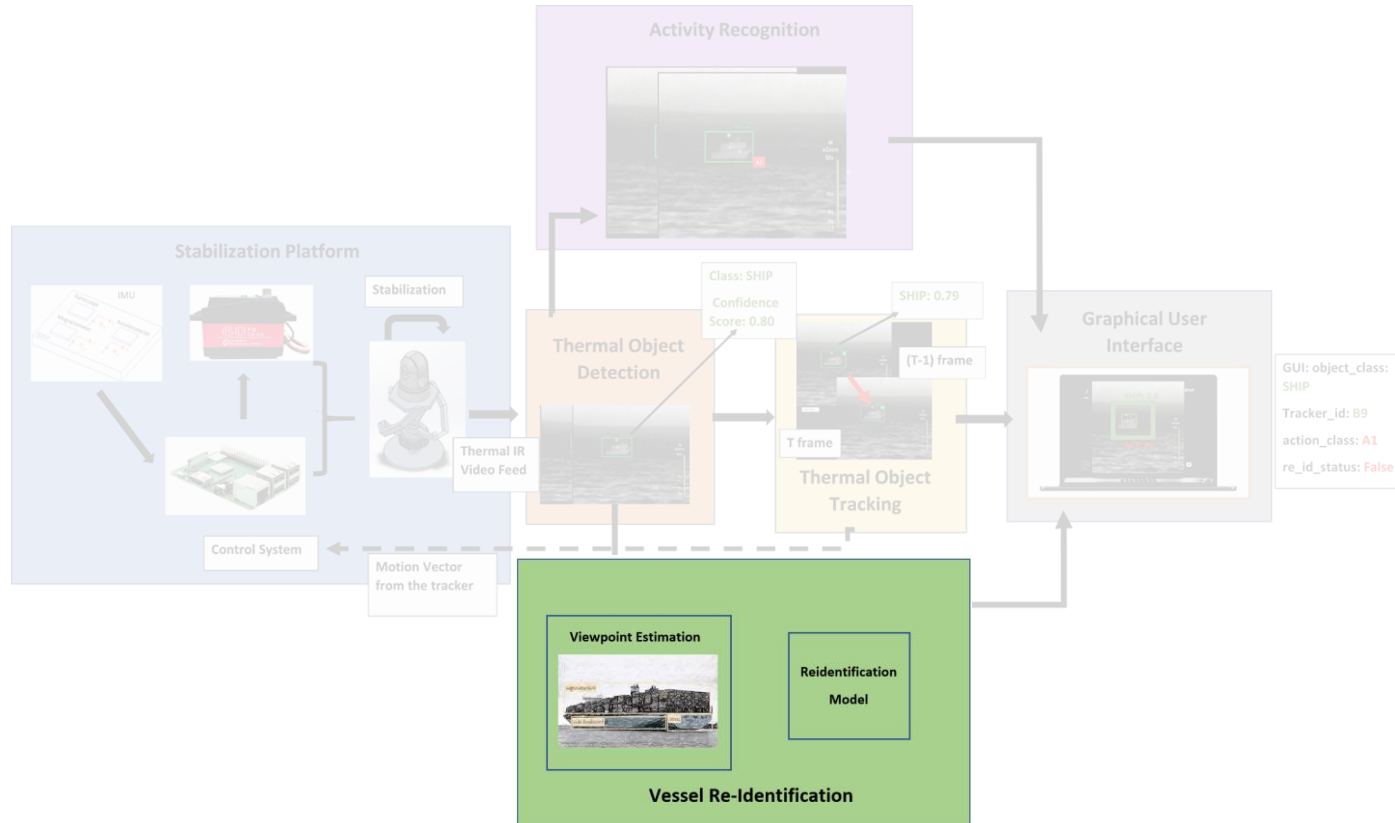 Activity Recognition
Stabilization Platform
IMU
Stabilization
Class: SHIP
Confidence
Score: 0.80
SHIP: 0.79
Thermal Object
Detection
(T-1) frame
Graphical User
Interface
GUI: object_class:
SHIP
Tracker_id: B9
action_class: A1
re_id_status: False
Thermal IR
Video Feed
T frame
Thermal Object
Tracking
Control System
Motion Vector
from the tracker
Viewpoint Estimation
Reidentification
Model
Vessel Re-Identification